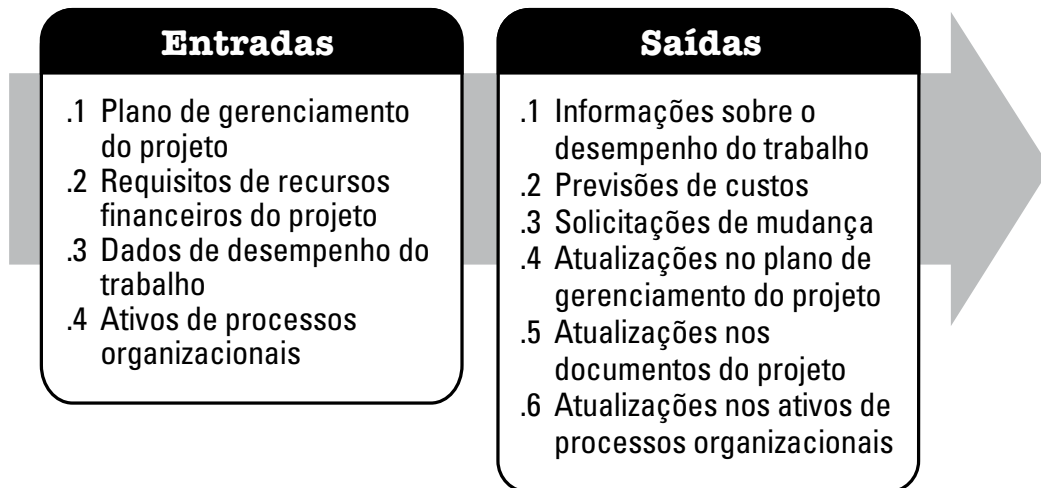 Entradas
.1 Plano de gerenciamento
do projeto
.2 Requisitos de recursos
financeiros do projeto
.3 Dados de desempenho do
trabalho
.4 Ativos de processos
organizacionais
Saídas
.1 Informações sobre o
desempenho do trabalho
.2 Previsões de custos
.3 Solicitações de mudança
.4 Atualizações no plano de
gerenciamento do projeto
.5 Atualizações nos
documentos do projeto
.6 Atualizações nos ativos de
processos organizacionais